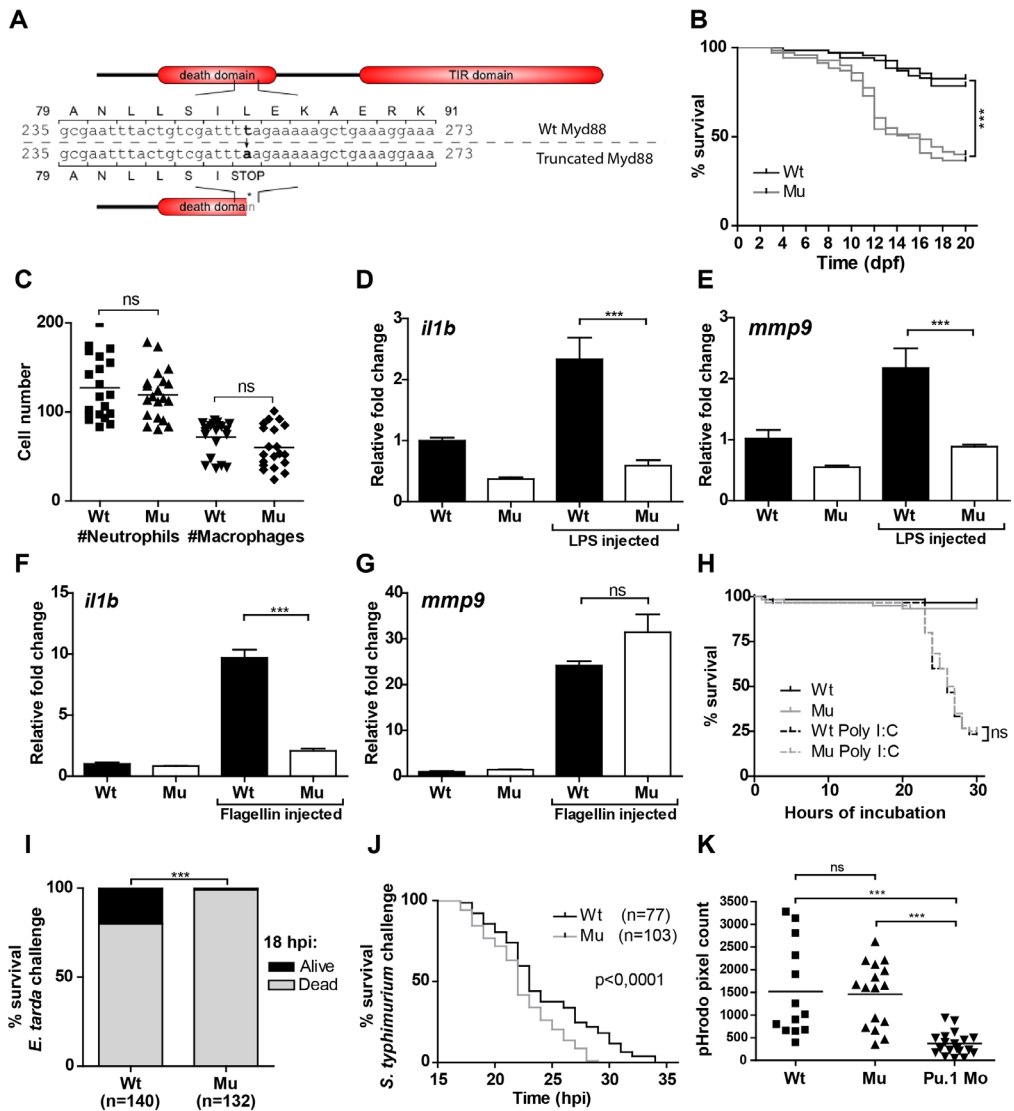 A
death domain
TIR domain
79 A N L L S I L E K A E R K 91
235 gcgaatttactgtcgattttagagaaaaagctgaaaggaaa 273
Wt Myd88
235 gcgaatttactgtcgattttaagagaaaaagctgaaaggaaa 273
Truncated Myd88
79 A N L L S I STOP
*
death domain
B
% survival
100
50
0
0 2 4 6 8 10 12 14 16 18 20
Time (dpf)
Wt
Mu
***
C
Cell number
200
100
0
ns
ns
Wt Mu Wt Mu
#Neutrophils #Macrophages
D
il1b
Relative fold change
3
2
1
0
***
Wt Mu Wt Mu
LPS injected
E
mmp9
Relative fold change
3
2
1
0
***
Wt Mu Wt Mu
LPS injected
F
il1b
Relative fold change
15
10
5
0
***
Wt Mu Wt Mu
Flagellin injected
G
mmp9
Relative fold change
40
30
20
10
0
ns
Wt Mu Wt Mu
Flagellin injected
H
% survival
100
75
50
25
0
Wt
Mu
Wt Poly I:C
Mu Poly I:C
ns
0 10 20 30
Hours of incubation
I
% survival
E. tarda challenge
100
50
0
***
18 hpi:
Alive
Dead
Wt Mu
(n=140) (n=132)
J
% survival
S. typhimurium challenge
100
50
0
Wt (n=77)
Mu (n=103)
p<0,0001
15 20 25 30 35
Time (hpi)
K
pHrodo pixel count
3500
3000
2500
2000
1500
1000
500
0
ns
***
***
Wt Mu Pu.1 Mo